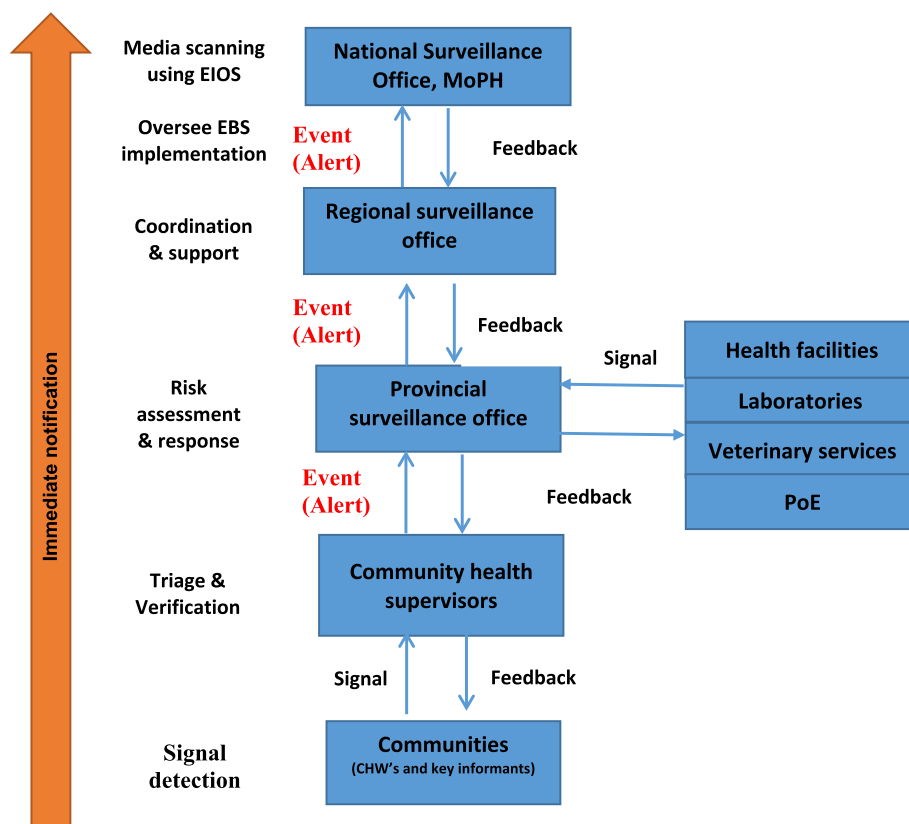 Media scanning
using EIOS
National Surveillance
Office, MoPH
Oversee EBS
implementation
Event
(Alert)
Feedback
Coordination
& support
Regional surveillance
office
Event
(Alert)
Feedback
Signal
Health facilities
Laboratories
Veterinary services
PoE
Risk
assessment
& response
Provincial
surveillance office
Event
(Alert)
Feedback
Triage &
Verification
Community health
supervisors
Signal
Feedback
Signal
detection
Communities
(CHW's and key informants)
Immediate notification